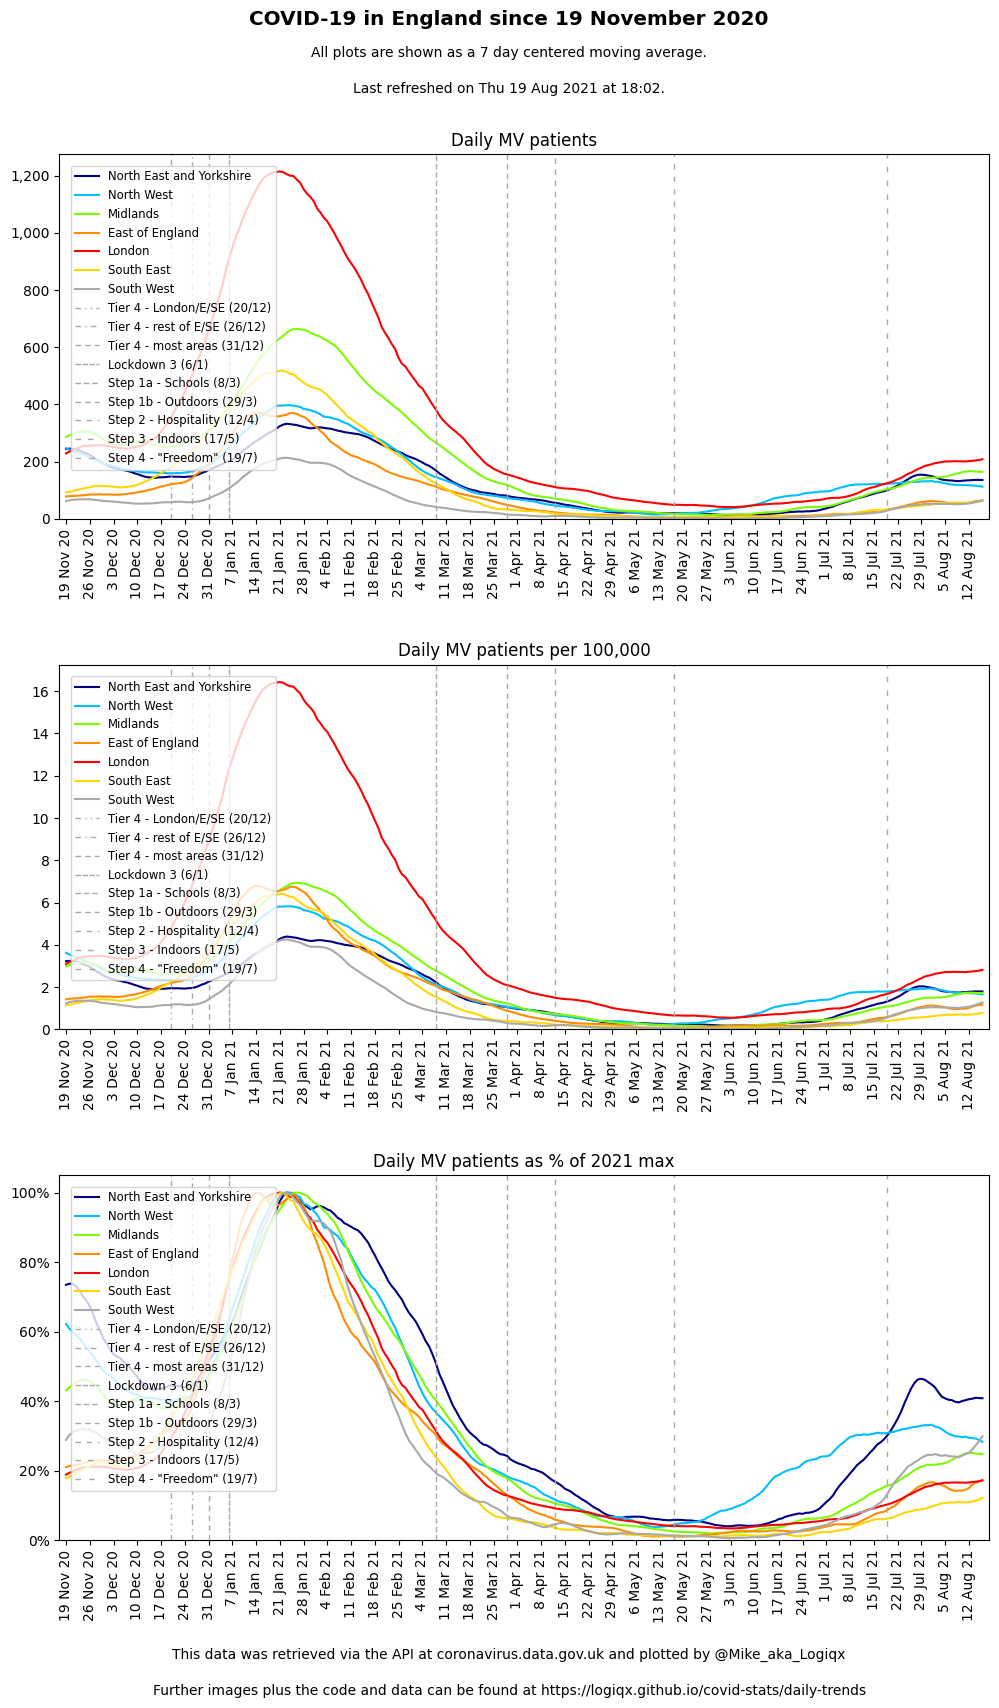 COVID-19 in England since 19 November 2020
All plots are shown as a 7 day centered moving average.
Last refreshed on Thu 19 Aug 2021 at 18:02.
Daily MV patients
1,200
1,000
800
600
400
200
0
North East and Yorkshire
North West
Midlands
East of England
London
South East
South West
Tier 4 - London/E/SE (20/12)
Tier 4 - rest of E/SE (26/12)
Tier 4 - most areas (31/12)
Lockdown 3 (6/1)
Step 1a - Schools (8/3)
Step 1b - Outdoors (29/3)
Step 2 - Hospitality (12/4)
Step 3 - Indoors (17/5)
Step 4 - "Freedom" (19/7)
19 Nov 20
26 Nov 20
3 Dec 20
10 Dec 20
17 Dec 20
24 Dec 20
31 Dec 20
7 Jan 21
14 Jan 21
21 Jan 21
28 Jan 21
4 Feb 21
11 Feb 21
18 Feb 21
25 Feb 21
4 Mar 21
11 Mar 21
18 Mar 21
25 Mar 21
1 Apr 21
8 Apr 21
15 Apr 21
22 Apr 21
29 Apr 21
6 May 21
13 May 21
20 May 21
27 May 21
3 Jun 21
10 Jun 21
17 Jun 21
24 Jun 21
1 Jul 21
8 Jul 21
15 Jul 21
22 Jul 21
29 Jul 21
5 Aug 21
12 Aug 21
Daily MV patients per 100,000
16
14
12
10
8
6
4
2
0
North East and Yorkshire
North West
Midlands
East of England
London
South East
South West
Tier 4 - London/E/SE (20/12)
Tier 4 - rest of E/SE (26/12)
Tier 4 - most areas (31/12)
Lockdown 3 (6/1)
Step 1a - Schools (8/3)
Step 1b - Outdoors (29/3)
Step 2 - Hospitality (12/4)
Step 3 - Indoors (17/5)
Step 4 - "Freedom" (19/7)
19 Nov 20
26 Nov 20
3 Dec 20
10 Dec 20
17 Dec 20
24 Dec 20
31 Dec 20
7 Jan 21
14 Jan 21
21 Jan 21
28 Jan 21
4 Feb 21
11 Feb 21
18 Feb 21
25 Feb 21
4 Mar 21
11 Mar 21
18 Mar 21
25 Mar 21
1 Apr 21
8 Apr 21
15 Apr 21
22 Apr 21
29 Apr 21
6 May 21
13 May 21
20 May 21
27 May 21
3 Jun 21
10 Jun 21
17 Jun 21
24 Jun 21
1 Jul 21
8 Jul 21
15 Jul 21
22 Jul 21
29 Jul 21
5 Aug 21
12 Aug 21
Daily MV patients as % of 2021 max
100%
80%
60%
40%
20%
0%
North East and Yorkshire
North West
Midlands
East of England
London
South East
South West
Tier 4 - London/E/SE (20/12)
Tier 4 - rest of E/SE (26/12)
Tier 4 - most areas (31/12)
Lockdown 3 (6/1)
Step 1a - Schools (8/3)
Step 1b - Outdoors (29/3)
Step 2 - Hospitality (12/4)
Step 3 - Indoors (17/5)
Step 4 - "Freedom" (19/7)
19 Nov 20
26 Nov 20
3 Dec 20
10 Dec 20
17 Dec 20
24 Dec 20
31 Dec 20
7 Jan 21
14 Jan 21
21 Jan 21
28 Jan 21
4 Feb 21
11 Feb 21
18 Feb 21
25 Feb 21
4 Mar 21
11 Mar 21
18 Mar 21
25 Mar 21
1 Apr 21
8 Apr 21
15 Apr 21
22 Apr 21
29 Apr 21
6 May 21
13 May 21
20 May 21
27 May 21
3 Jun 21
10 Jun 21
17 Jun 21
24 Jun 21
1 Jul 21
8 Jul 21
15 Jul 21
22 Jul 21
29 Jul 21
5 Aug 21
12 Aug 21
This data was retrieved via the API at coronavirus.data.gov.uk and plotted by @Mike_aka_Logiqx
Further images plus the code and data can be found at https://logiqx.github.io/covid-stats/daily-trends